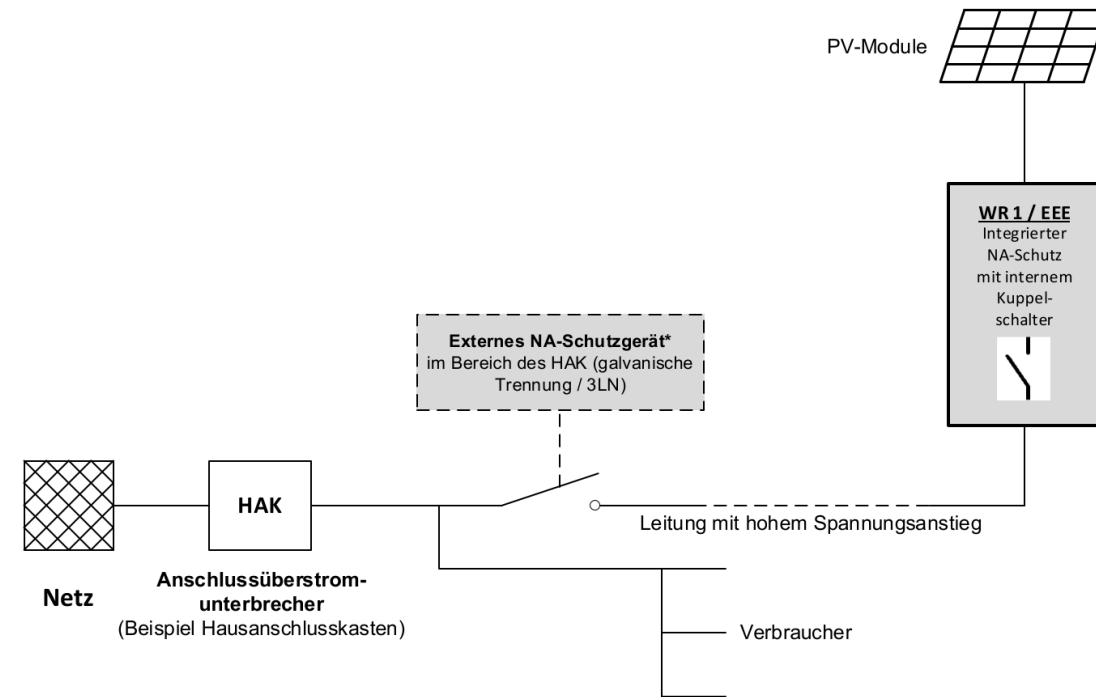 PV-Module
WR 1 / EEE
Integrierter
NA-Schutz
mit internem
Kuppel-
schalter
Externes NA-Schutzgerät*
im Bereich des HAK (galvanische
Trennung / 3LN)
HAK
Leitung mit hohem Spannungsanstieg
Netz
Anschlussüberstrom-
unterbrecher
(Beispiel Hausanschlusskasten)
Verbraucher